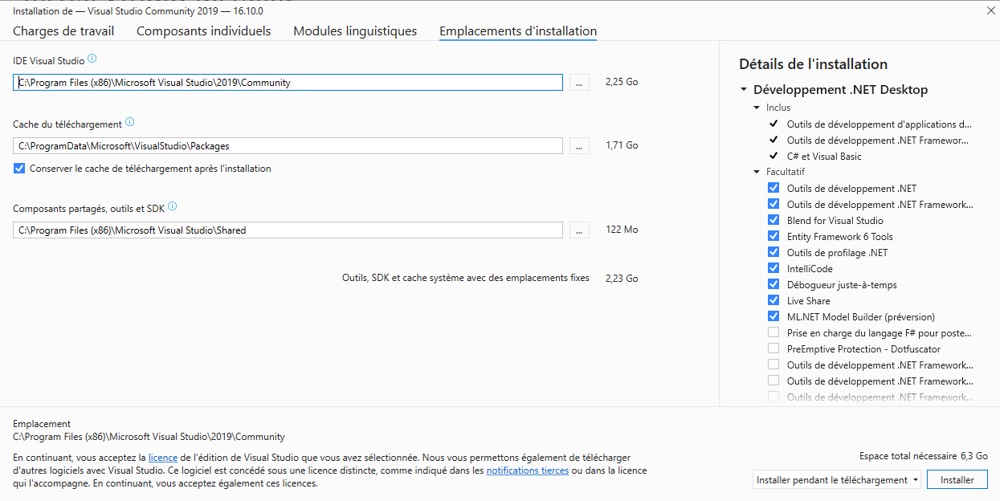 Installation de — Visual Studio Community 2019 — 16.10.0
Charges de travail Composants individuels Modules linguistiques Emplacements d'installation
IDE Visual Studio
C:\Program Files (x86)\Microsoft Visual Studio\2019\Community ... 2,25 Go
Cache du téléchargement
C:\ProgramData\Microsoft\VisualStudio\Packages ... 1,71 Go
Conserver le cache de téléchargement après l'installation
Composants partagés, outils et SDK
C:\Program Files (x86)\Microsoft Visual Studio\Shared ... 122 Mo
Outils, SDK et cache système avec des emplacements fixes 2,23 Go
Détails de l'installation
Développement .NET Desktop
Inclus
Outils de développement d'applications d...
Outils de développement .NET Framewor...
C# et Visual Basic
Facultatif
Outils de développement .NET
Outils de développement .NET Framework...
Blend for Visual Studio
Entity Framework 6 Tools
Outils de profilage .NET
IntelliCode
Débogueur juste-à-temps
Live Share
ML.NET Model Builder (préversion)
Prise en charge du langage F# pour poste...
PreEmptive Protection - Dotfuscator
Outils de développement .NET Framework...
Outils de développement .NET Framework...
Outils de développement .NET Framework...
Emplacement
C:\Program Files (x86)\Microsoft Visual Studio\2019\Community
En continuant, vous acceptez la licence de l'édition de Visual Studio que vous avez sélectionnée. Nous vous permettons également de télécharger
d'autres logiciels avec Visual Studio. Ce logiciel est concédé sous une licence distincte, comme indiqué dans les notifications tierces ou dans la licence
qui l'accompagne. En continuant, vous acceptez également ces licences.
Espace total nécessaire 6,3 Go
Installer pendant le téléchargement Installer